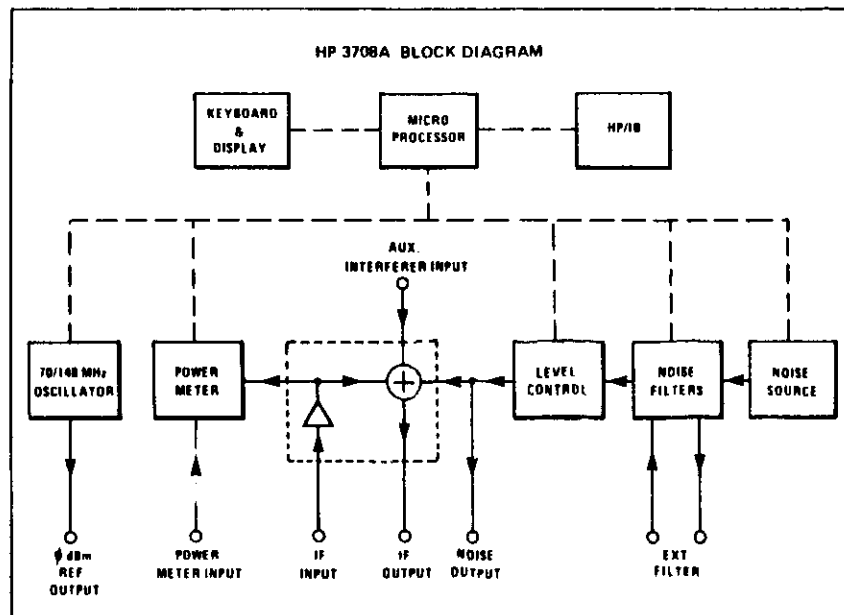 HP 3708A BLOCK DIAGRAM
KEYBOARD
&
DISPLAY
MICRO
PROCESSOR
HP/IB
AUX.
INTERFERER INPUT
70/140 MHz
OSCILLATOR
POWER
METER
+
LEVEL
CONTROL
NOISE
FILTERS
NOISE
SOURCE
ϕ dBm
REF
OUTPUT
POWER
METER INPUT
IF
INPUT
IF
OUTPUT
NOISE
OUTPUT
EXT
FILTER